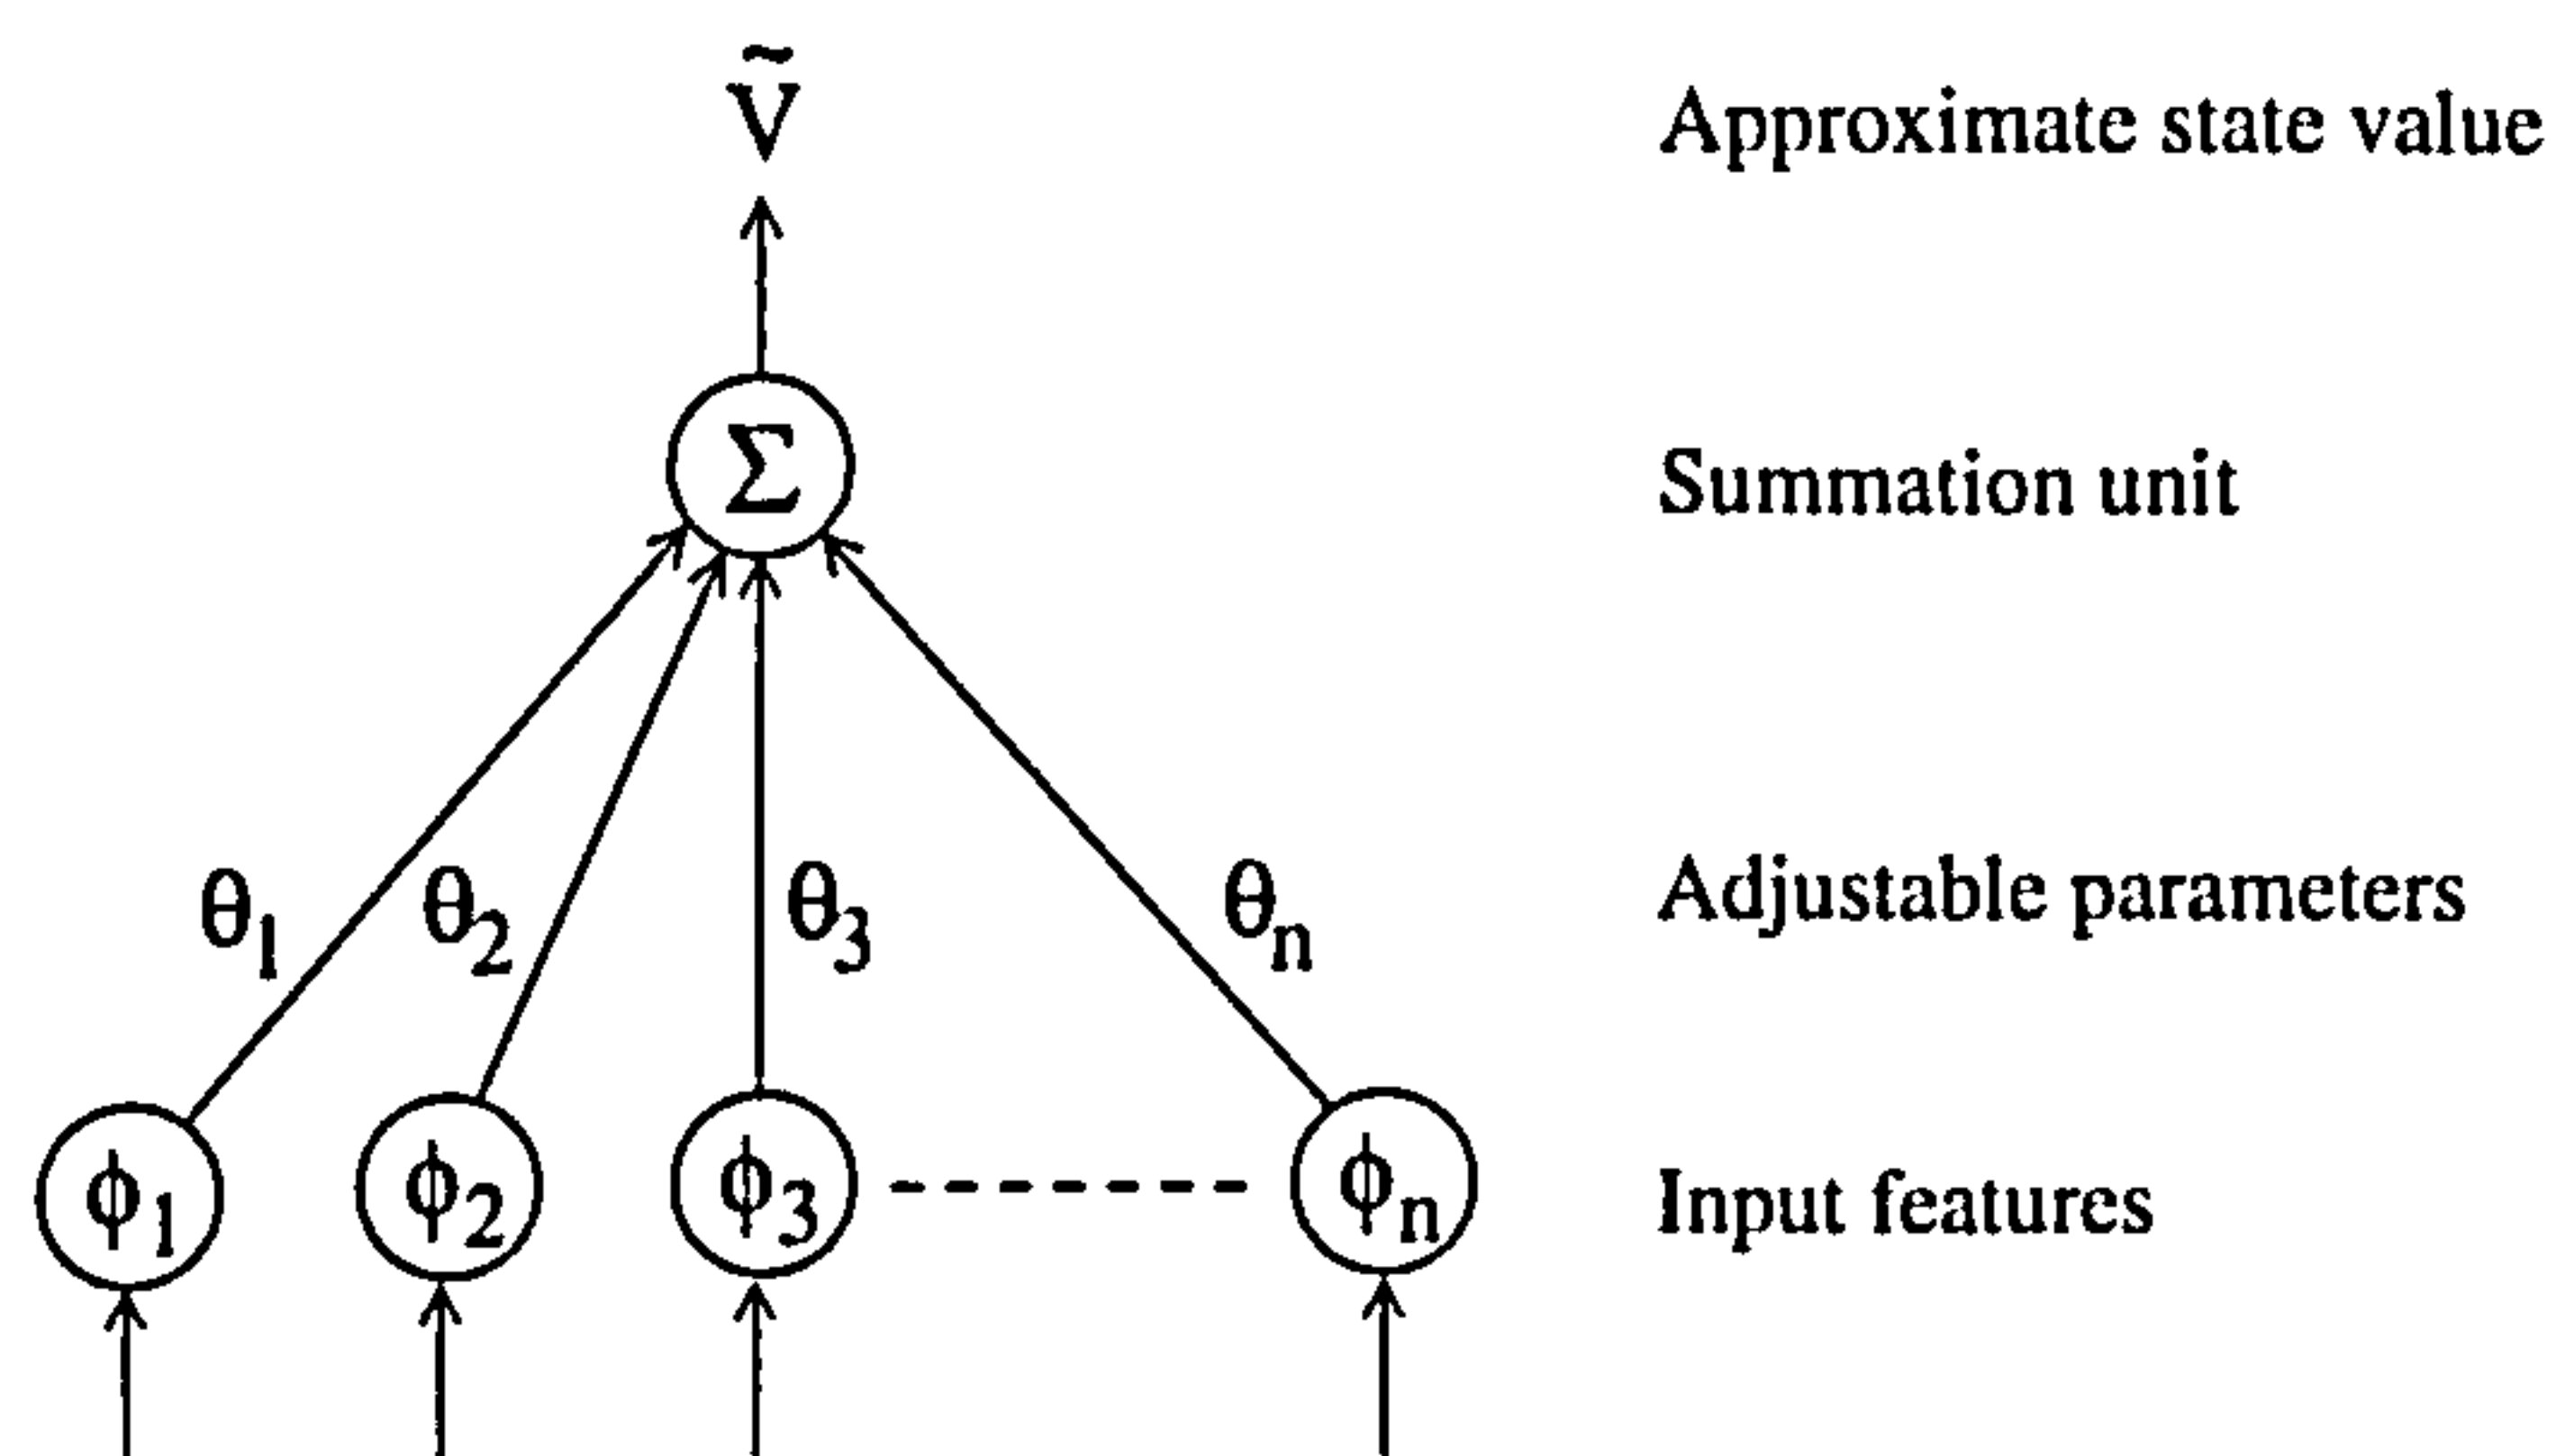 Ṽ Approximate state value
Σ Summation unit
θ1 θ2 θ3 θn Adjustable parameters
ϕ1 ϕ2 ϕ3 ϕn Input features